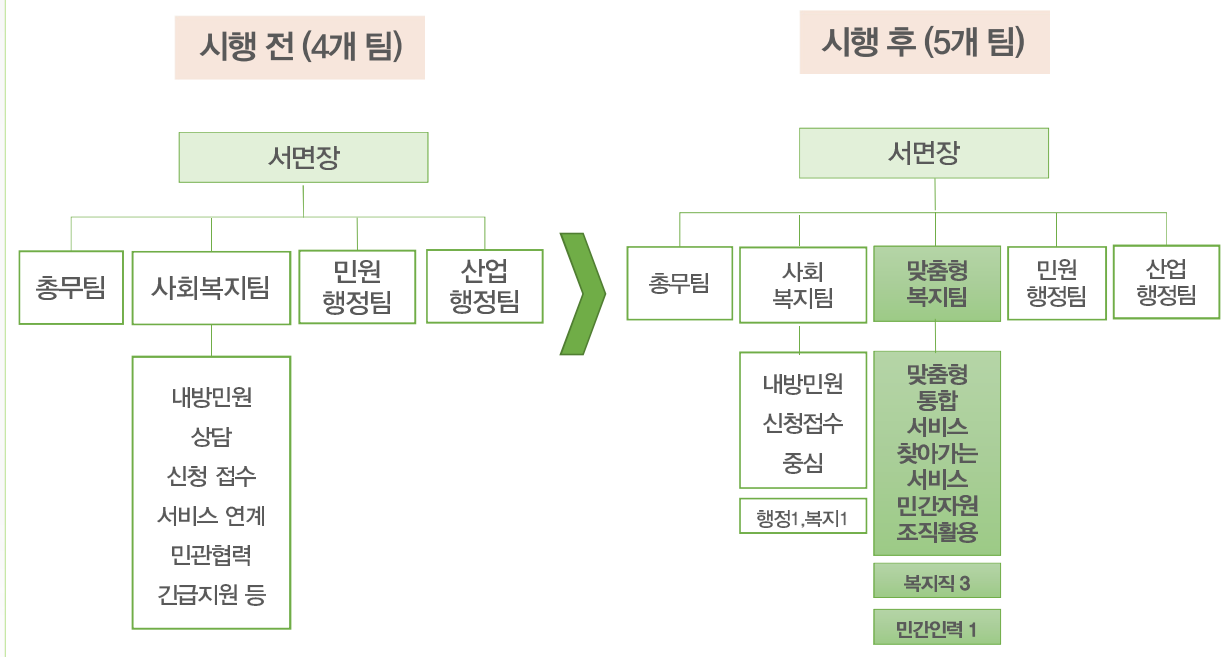 시행 전 (4개 팀)
서면장
총무팀
사회복지팀
민원
행정팀
산업
행정팀
내방민원
상담
신청 접수
서비스 연계
민관협력
긴급지원 등
시행 후 (5개 팀)
서면장
총무팀
사회
복지팀
맞춤형
복지팀
민원
행정팀
산업
행정팀
내방민원
신청접수
중심
행정1,복지1
맞춤형
통합
서비스
찾아가는
서비스
민간자원
조직활용
복지직 3
민간인력 1